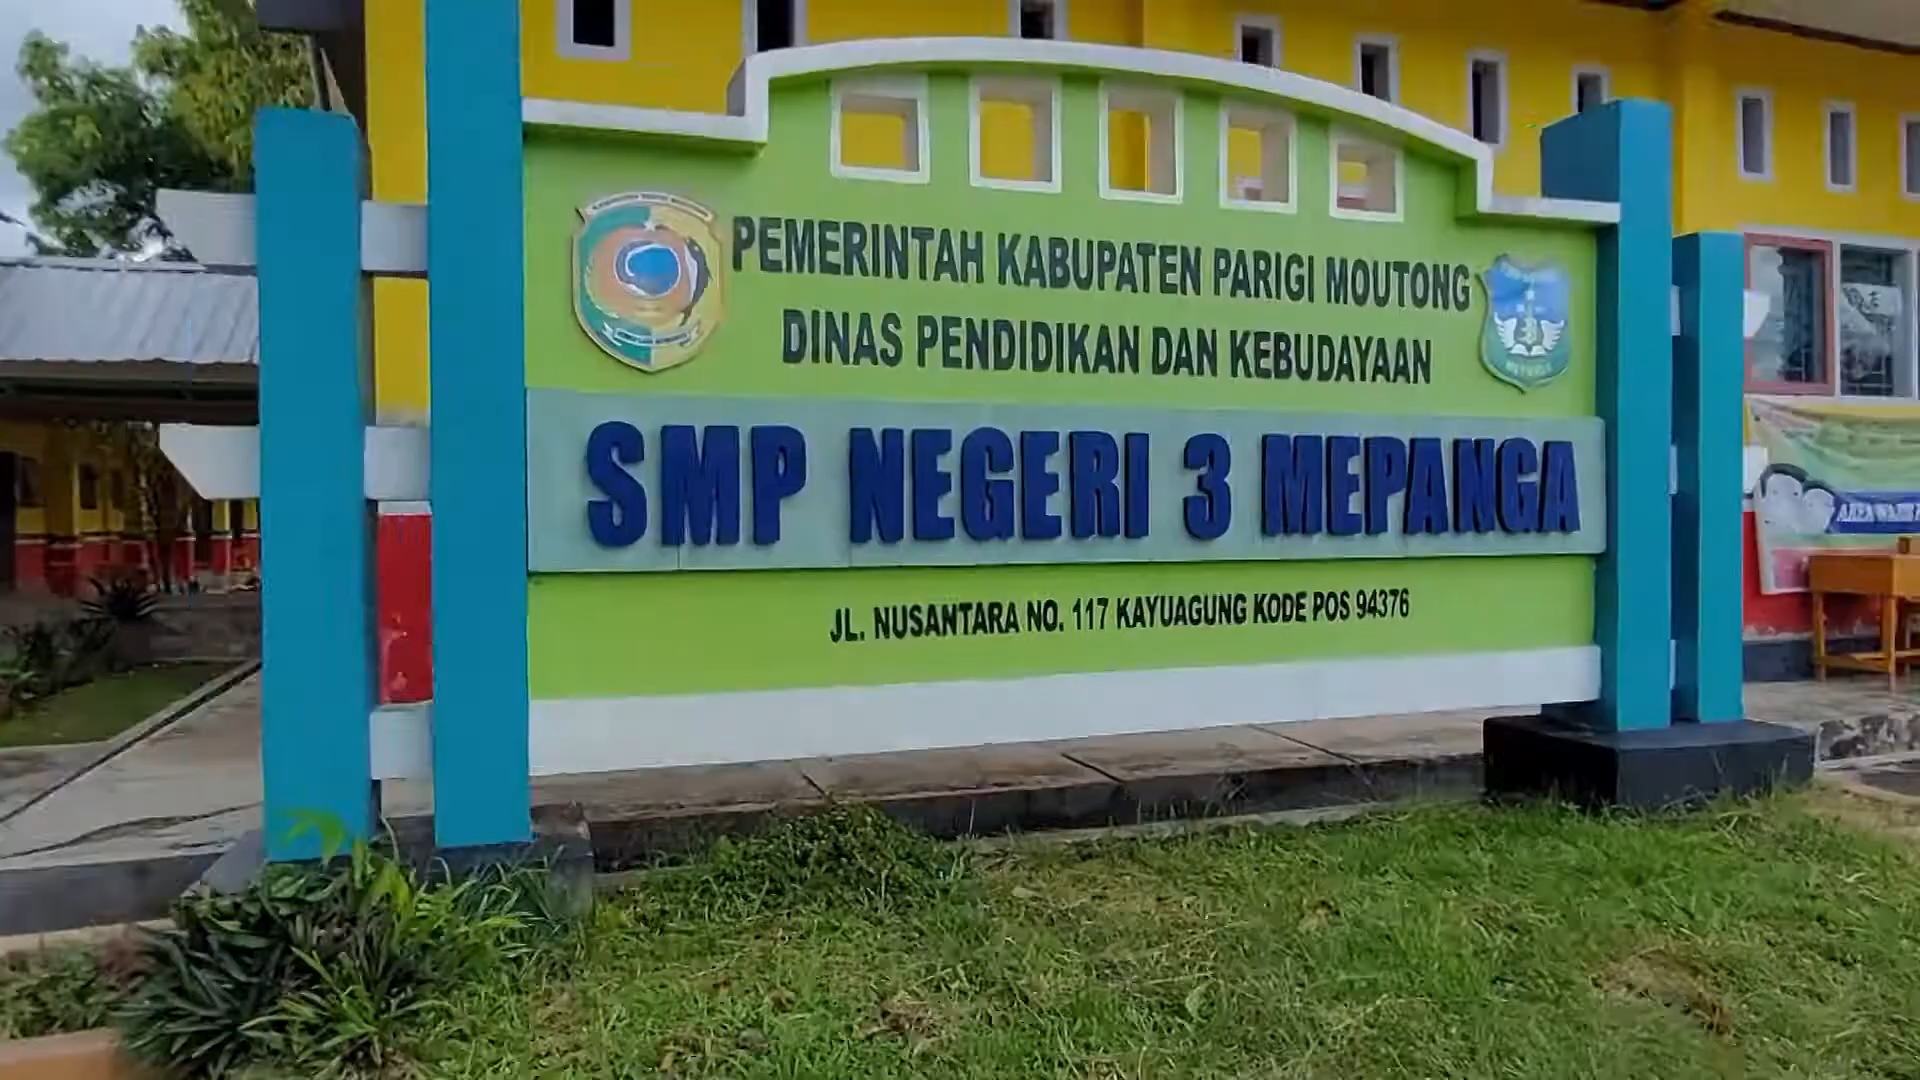 PEMERINTAH KABUPATEN PARIGI MOUTONG
DINAS PENDIDIKAN DAN KEBUDAYAAN
SMP NEGERI 3 MEPANGA
JL. NUSANTARA NO. 117 KAYUAGUNG KODE POS 94376